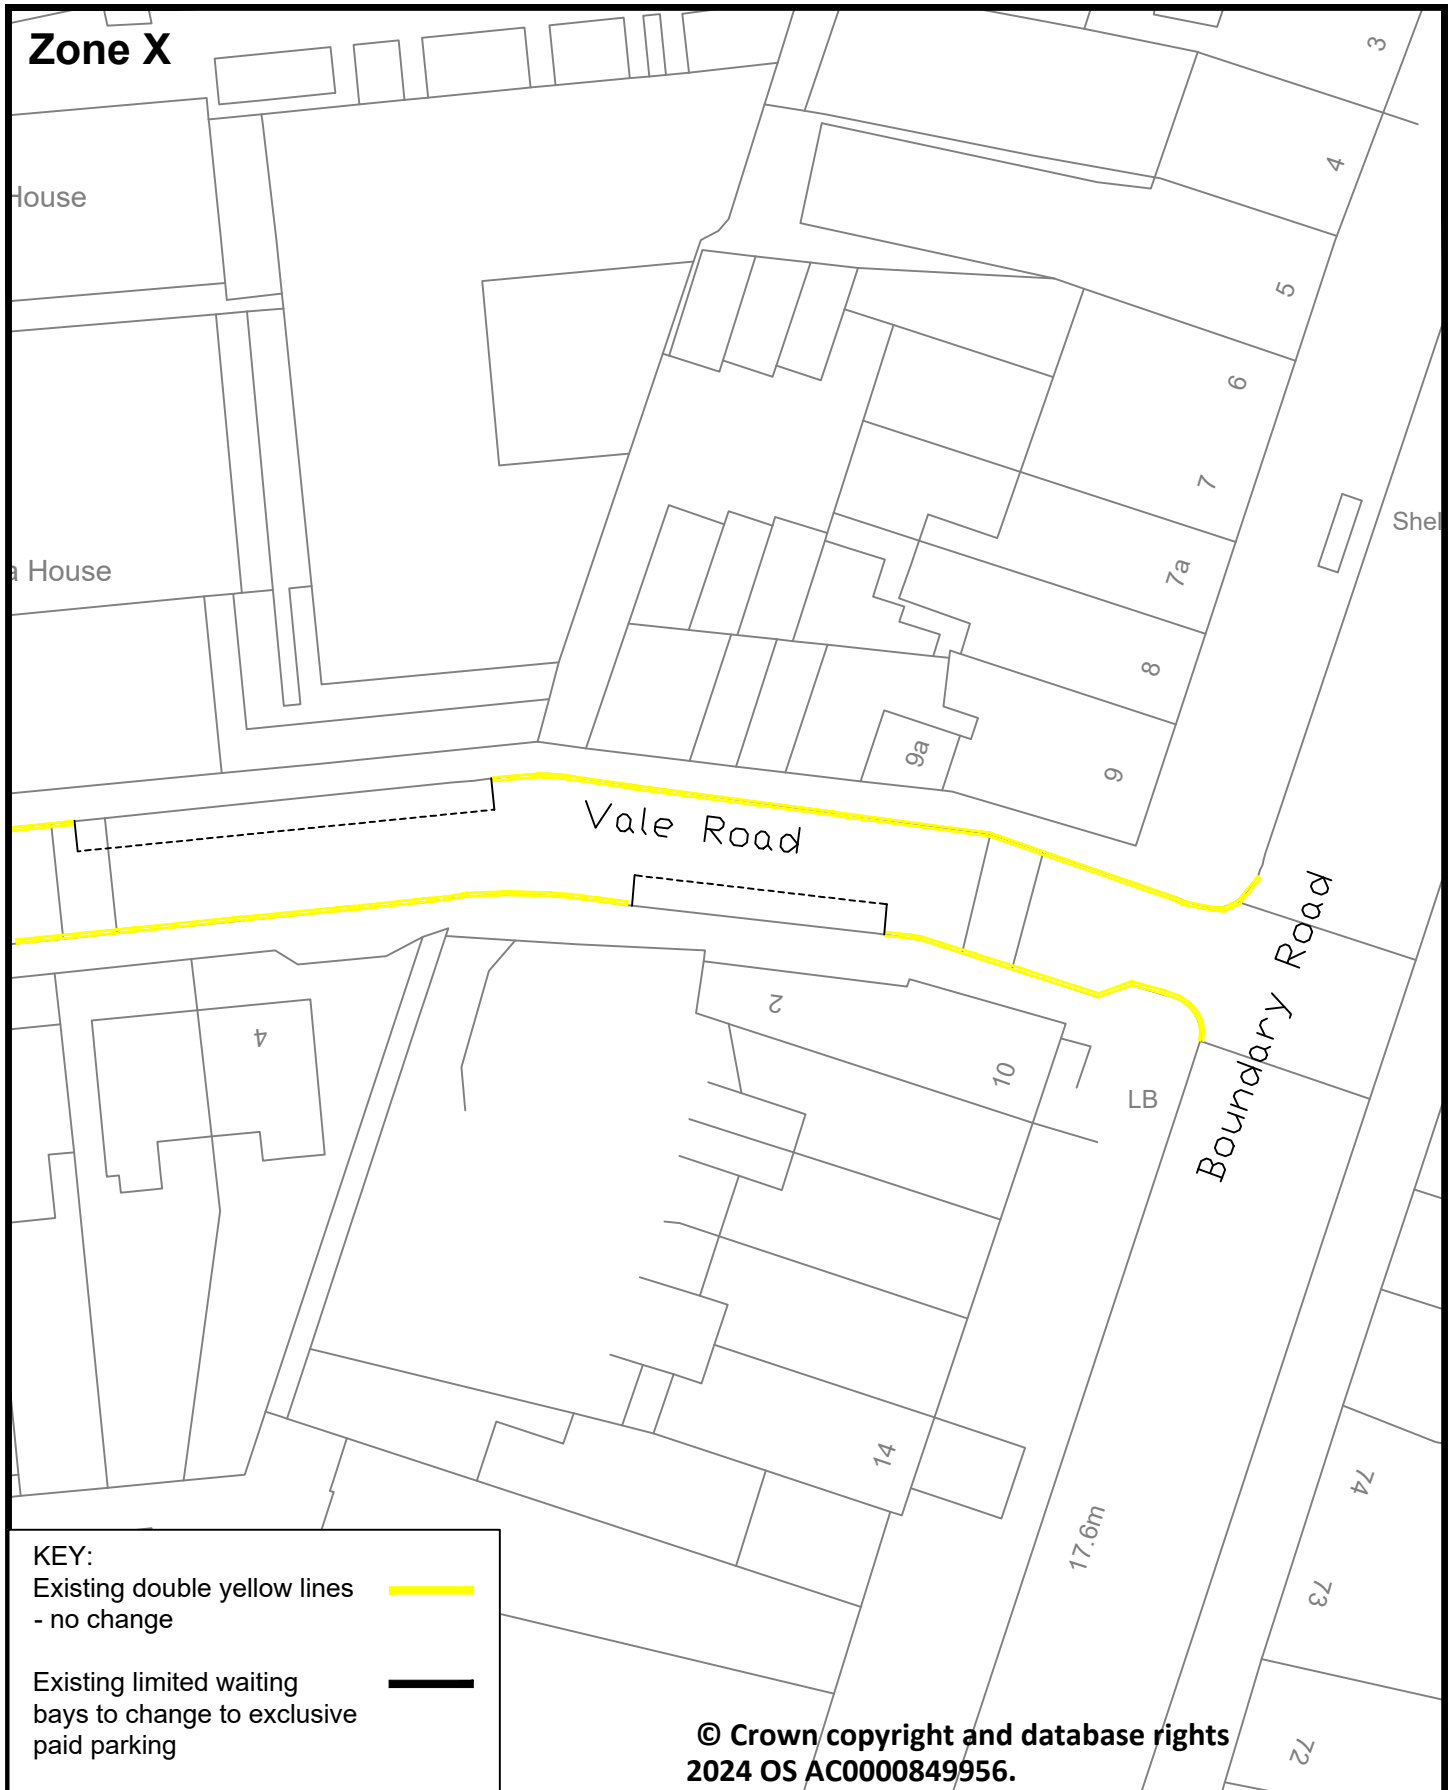 Zone X
3
4
House
5
6
7
Shel
7a
a House
8
9a
9
Vale Road
Boundary Road
2
4
10
LB
14
74
17.6m
73
72
KEY:
Existing double yellow lines
- no change
Existing limited waiting
bays to change to exclusive
paid parking
© Crown copyright and database rights
2024 OS AC0000849956.